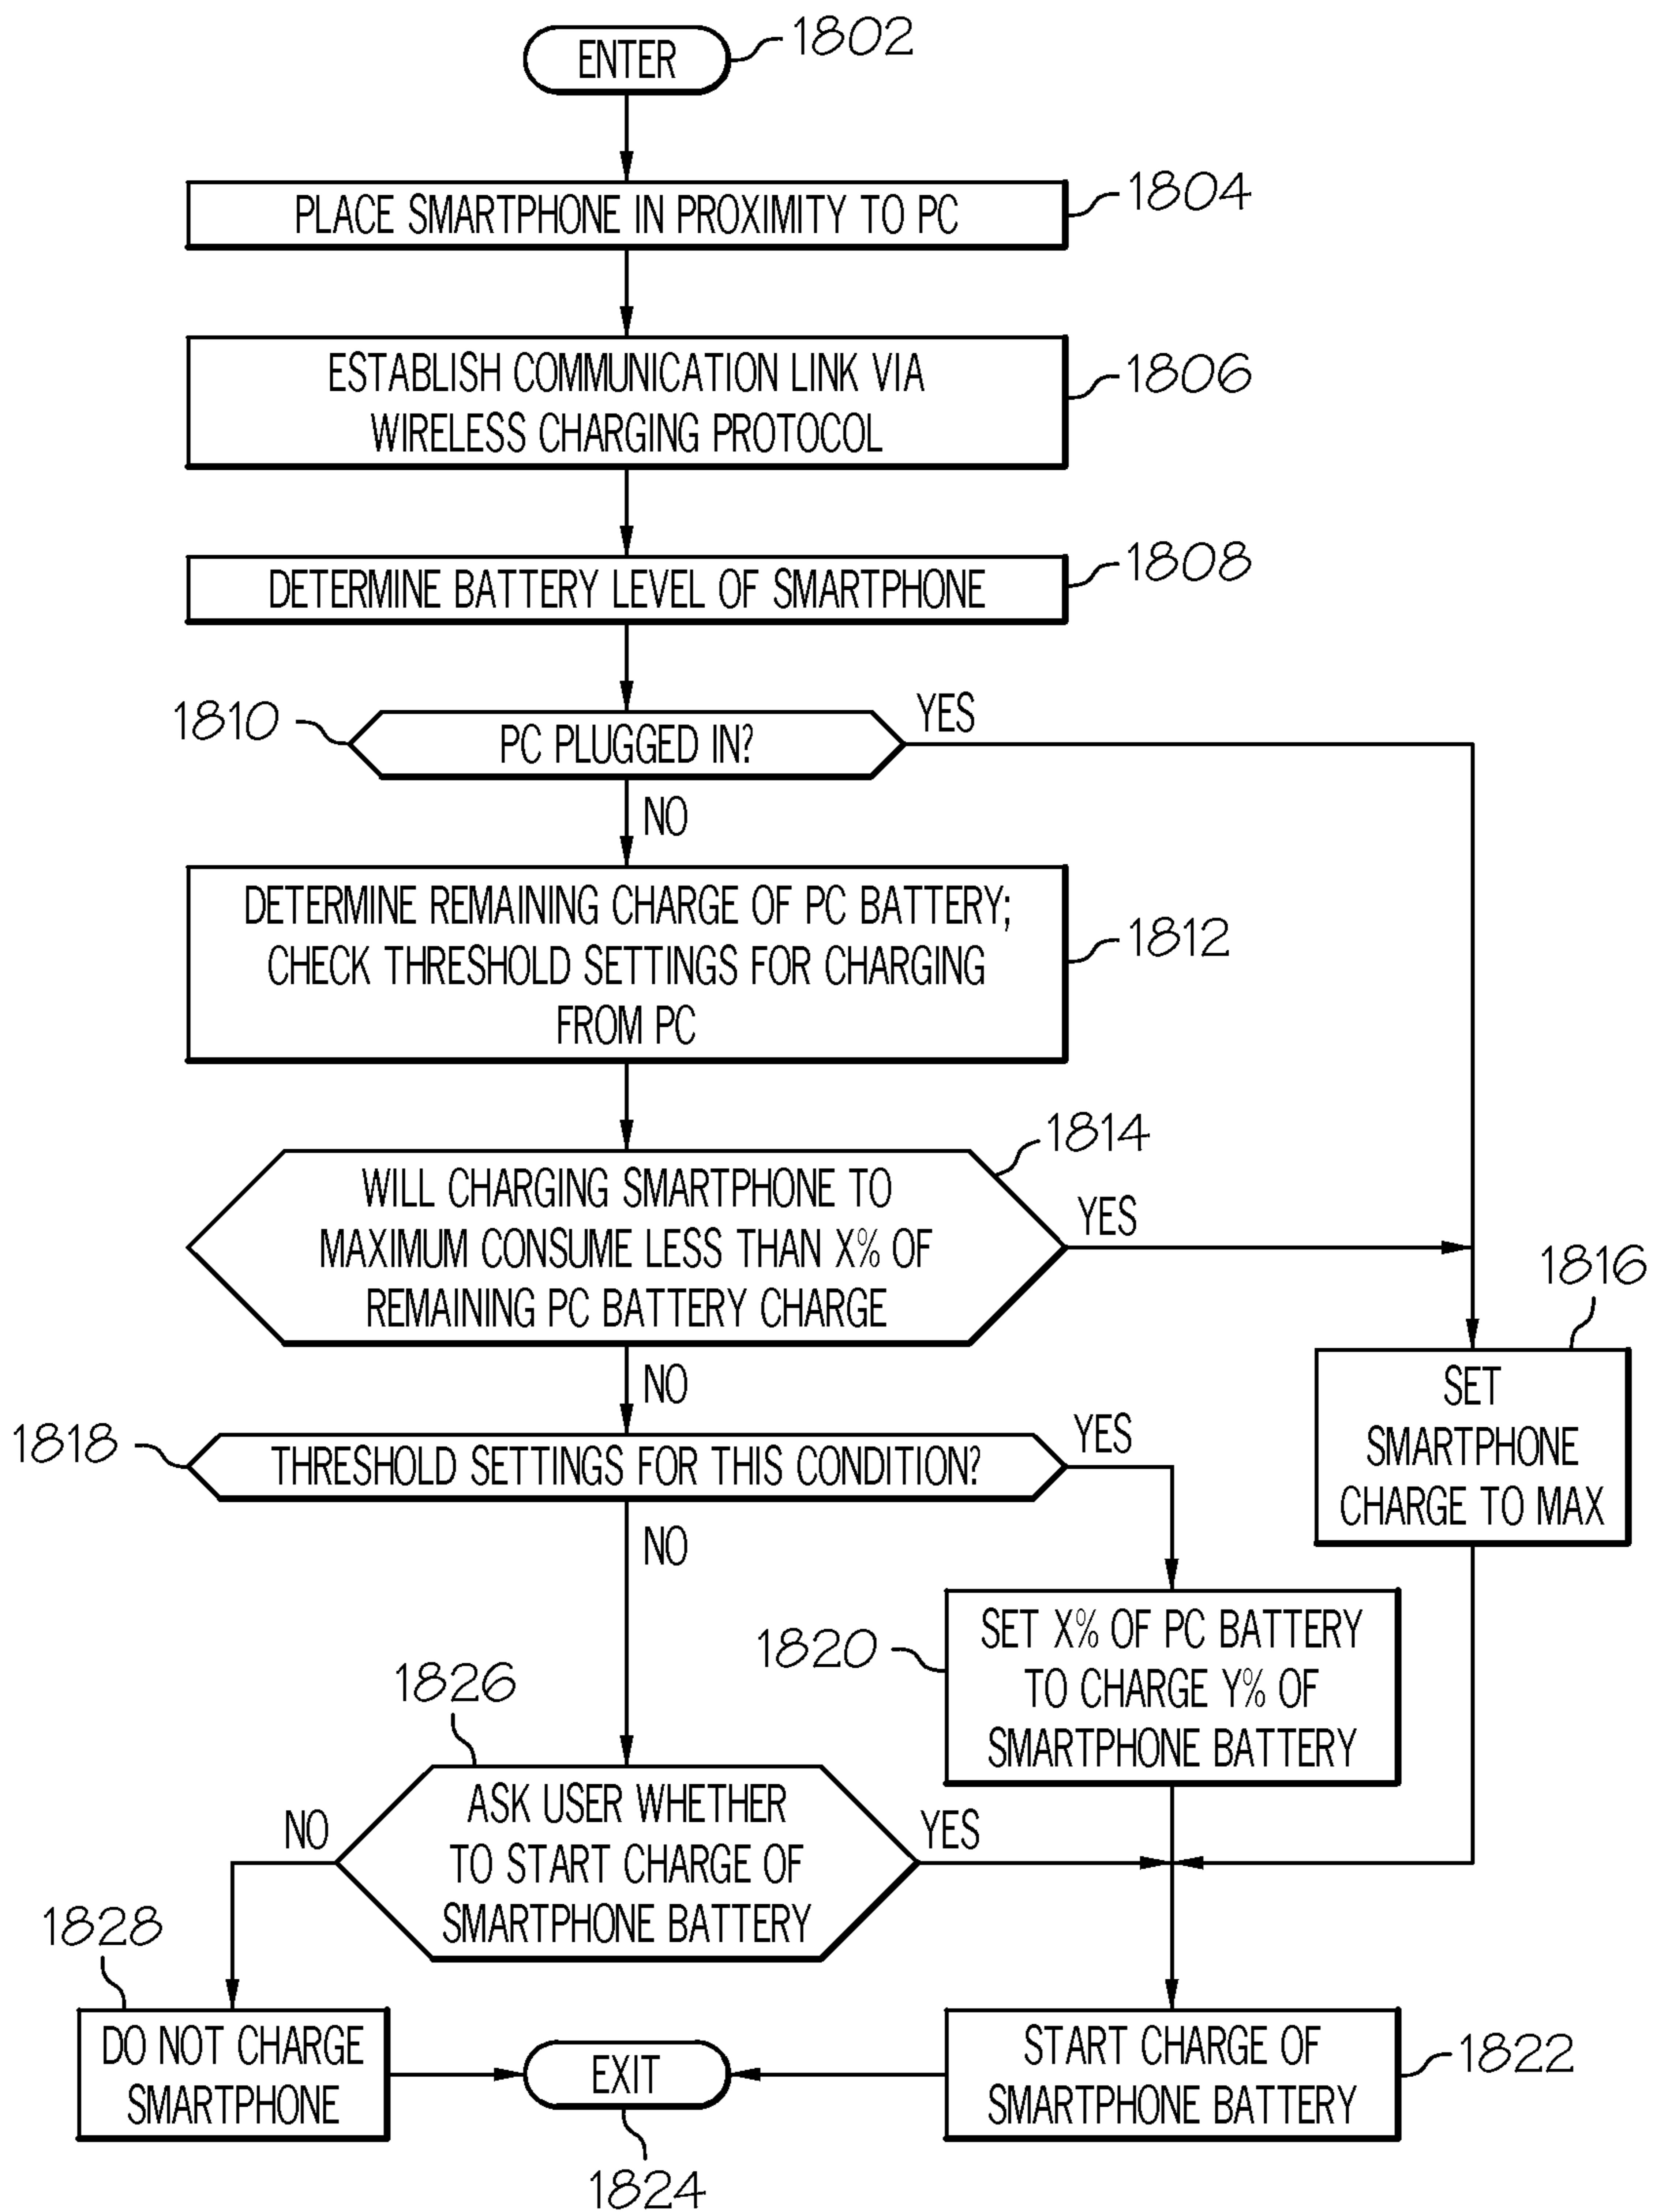 ENTER
1802
PLACE SMARTPHONE IN PROXIMITY TO PC
1804
ESTABLISH COMMUNICATION LINK VIA
WIRELESS CHARGING PROTOCOL
1806
DETERMINE BATTERY LEVEL OF SMARTPHONE
1808
1810
PC PLUGGED IN?
YES
NO
DETERMINE REMAINING CHARGE OF PC BATTERY;
CHECK THRESHOLD SETTINGS FOR CHARGING
FROM PC
1812
1814
WILL CHARGING SMARTPHONE TO
MAXIMUM CONSUME LESS THAN X% OF
REMAINING PC BATTERY CHARGE
YES
NO
1816
SET
SMARTPHONE
CHARGE TO MAX
1818
THRESHOLD SETTINGS FOR THIS CONDITION?
YES
NO
1820
SET X% OF PC BATTERY
TO CHARGE Y% OF
SMARTPHONE BATTERY
1826
ASK USER WHETHER
TO START CHARGE OF
SMARTPHONE BATTERY
NO
YES
1828
DO NOT CHARGE
SMARTPHONE
EXIT
1824
START CHARGE OF
SMARTPHONE BATTERY
1822